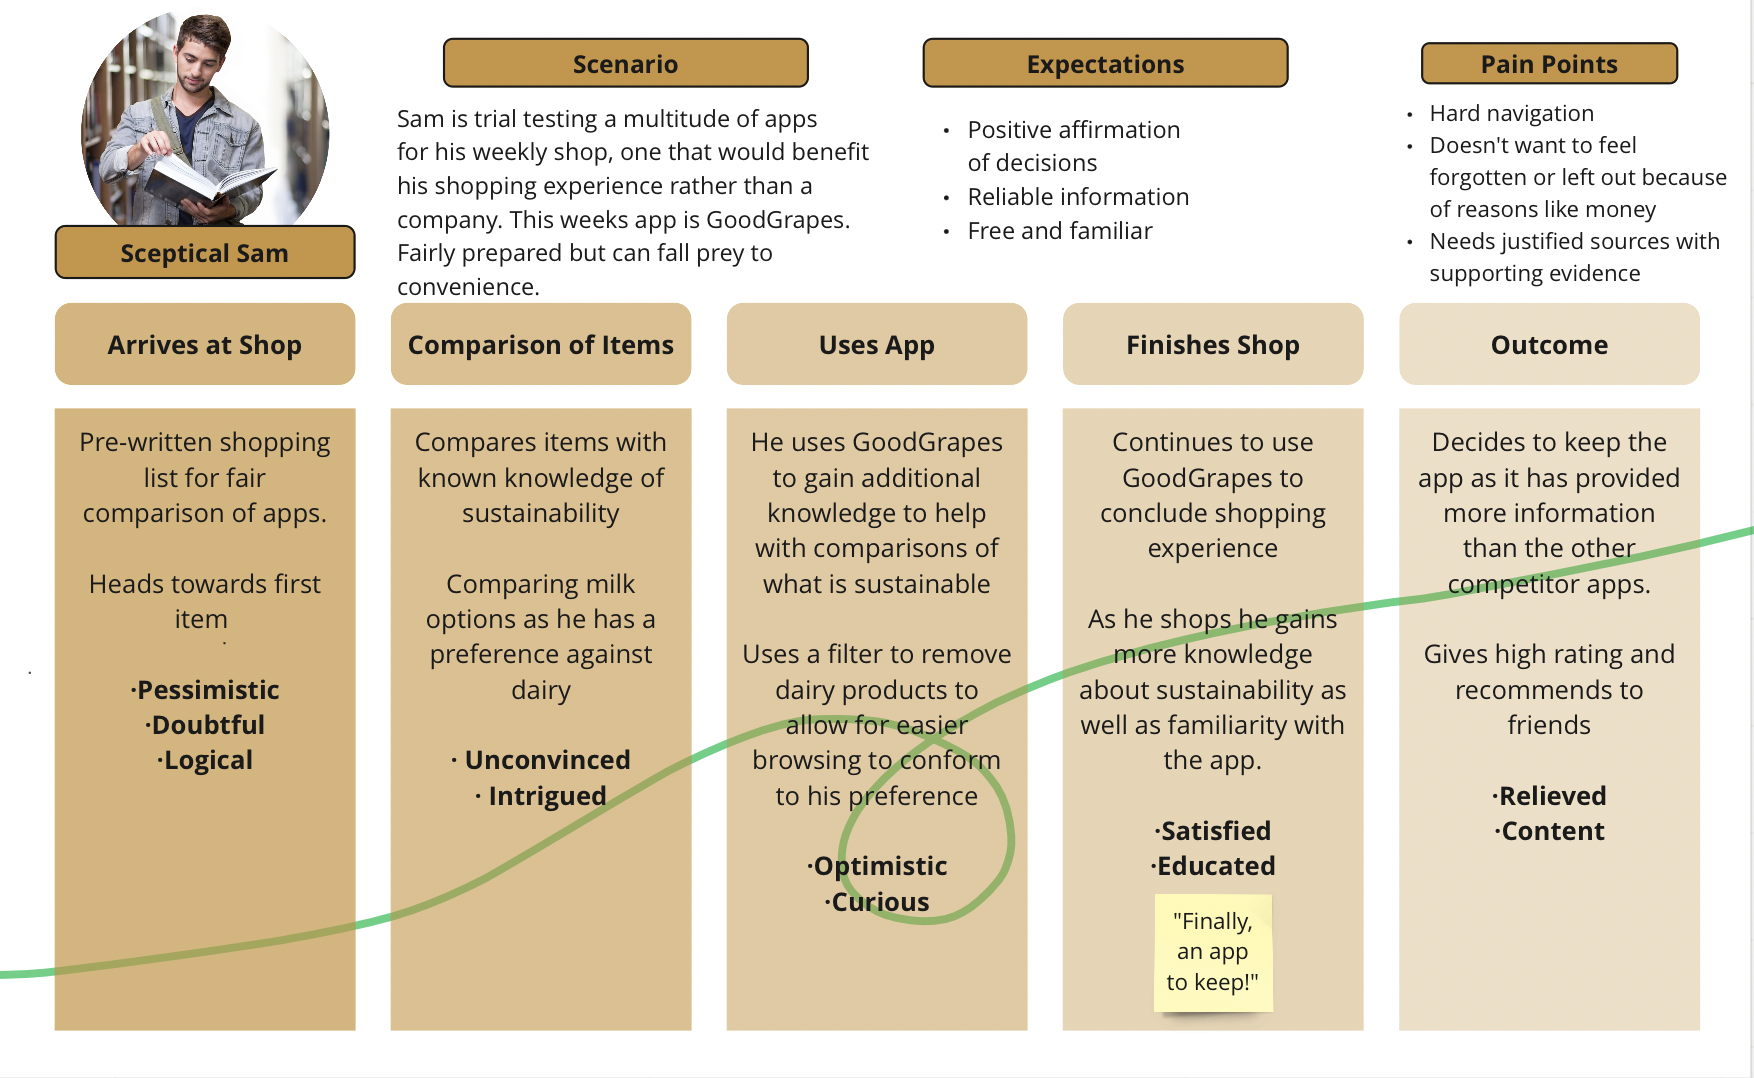 Sceptical Sam
Scenario
Sam is trial testing a multitude of apps
for his weekly shop, one that would benefit
his shopping experience rather than a
company. This weeks app is GoodGrapes.
Fairly prepared but can fall prey to
convenience.
Expectations
• Positive affirmation
of decisions
• Reliable information
• Free and familiar
Pain Points
• Hard navigation
• Doesn't want to feel
forgotten or left out because
of reasons like money
• Needs justified sources with
supporting evidence
Arrives at Shop
Pre-written shopping
list for fair
comparison of apps.
Heads towards first
item
·Pessimistic
·Doubtful
·Logical
Comparison of Items
Compares items with
known knowledge of
sustainability
Comparing milk
options as he has a
preference against
dairy
· Unconvinced
· Intrigued
Uses App
He uses GoodGrapes
to gain additional
knowledge to help
with comparisons of
what is sustainable
Uses a filter to remove
dairy products to
allow for easier
browsing to conform
to his preference
·Optimistic
·Curious
Finishes Shop
Continues to use
GoodGrapes to
conclude shopping
experience
As he shops he gains
more knowledge
about sustainability as
well as familiarity with
the app.
·Satisfied
·Educated
"Finally,
an app
to keep!"
Outcome
Decides to keep the
app as it has provided
more information
than the other
competitor apps.
Gives high rating and
recommends to
friends
·Relieved
·Content